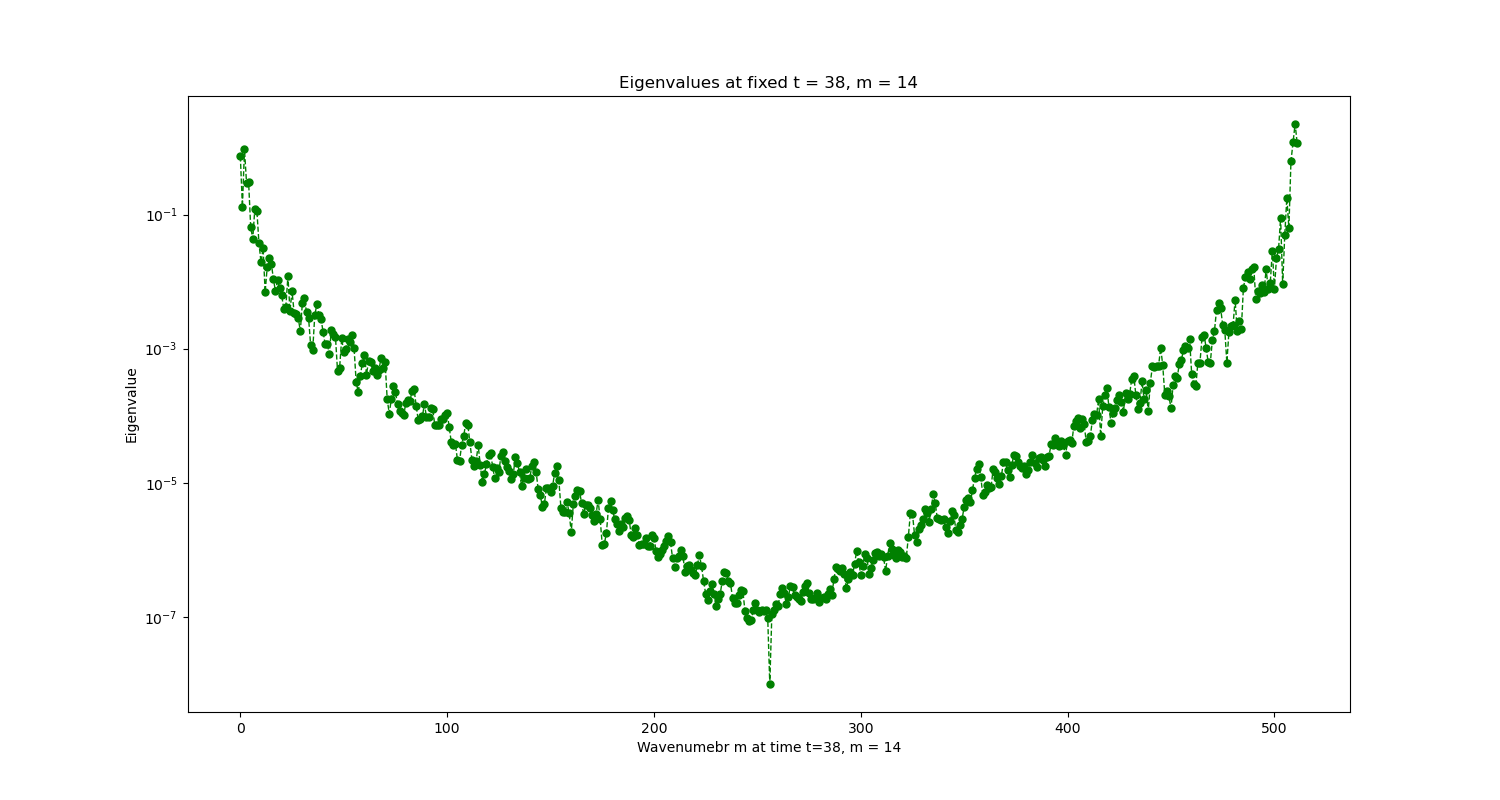 Eigenvalues at fixed t = 38, m = 14
Eigenvalue
10⁻¹
10⁻³
10⁻⁵
10⁻⁷
0 100 200 300 400 500
Wavenumebr m at time t=38, m = 14